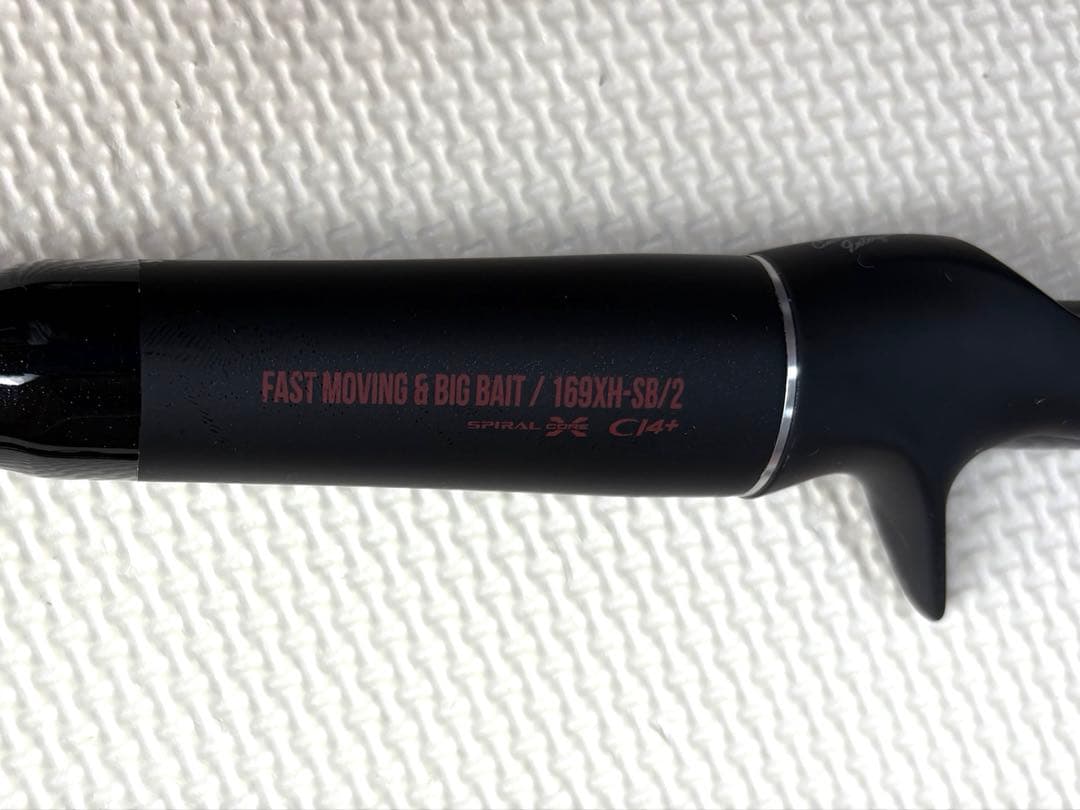 FAST MOVING & BIG BAIT / 169XH-SB/2
SPIRAL X CORE CI4+